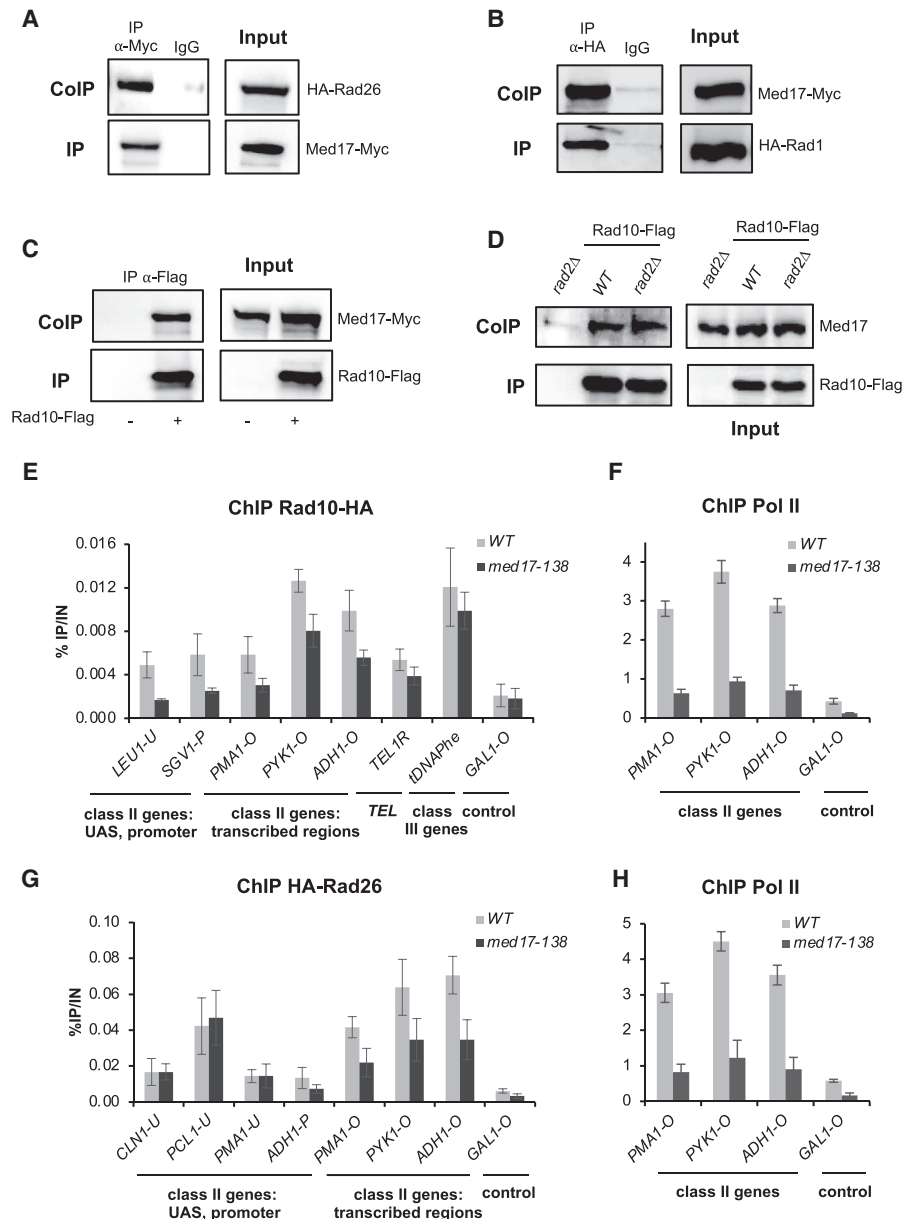 A
IP
α-Myc
IgG
Input
CoIP
HA-Rad26
IP
Med17-Myc
B
IP
α-HA
IgG
Input
CoIP
Med17-Myc
IP
HA-Rad1
C
IP α-Flag
Input
CoIP
Med17-Myc
IP
Rad10-Flag
Rad10-Flag
-
+
-
+
D
Rad10-Flag
Rad10-Flag
rad2Δ
WT
rad2Δ
rad2Δ
WT
rad2Δ
CoIP
Med17
IP
Rad10-Flag
Input
E
ChIP Rad10-HA
WT
med17-138
% IP/IN
0.016
0.012
0.008
0.004
0.000
LEU1-U
SGV1-P
PMA1-O
PYK1-O
ADH1-O
TEL1R
tDNAPhe
GAL1-O
class II genes:
UAS, promoter
class II genes:
transcribed regions
TEL
class
III genes
control
F
ChIP Pol II
WT
med17-138
4
3
2
1
0
PMA1-O
PYK1-O
ADH1-O
GAL1-O
class II genes
control
G
ChIP HA-Rad26
WT
med17-138
%IP/IN
0.10
0.08
0.06
0.04
0.02
0.00
CLN1-U
PCL1-U
PMA1-U
ADH1-P
PMA1-O
PYK1-O
ADH1-O
GAL1-O
class II genes:
UAS, promoter
class II genes:
transcribed regions
control
H
ChIP Pol II
WT
med17-138
5
4
3
2
1
0
PMA1-O
PYK1-O
ADH1-O
GAL1-O
class II genes
control